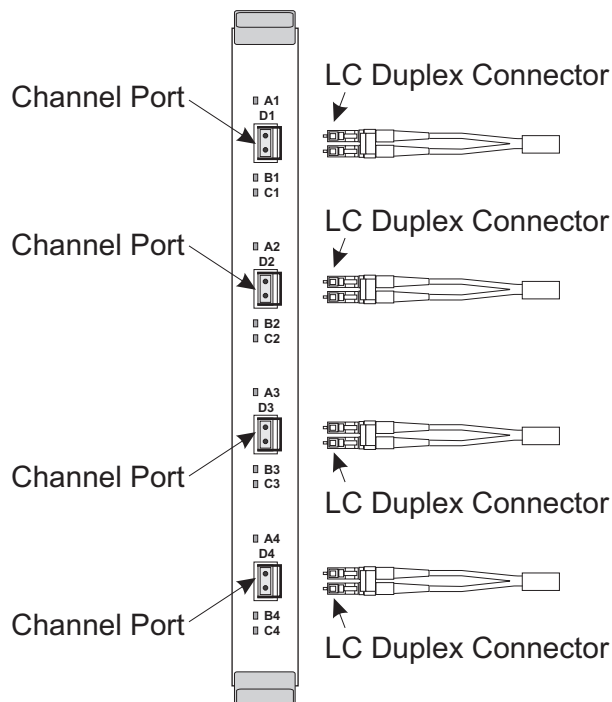 LC Duplex Connector
Channel Port
A1
D1
B1
C1
LC Duplex Connector
Channel Port
A2
D2
B2
C2
A3
D3
Channel Port
B3
C3
LC Duplex Connector
A4
D4
Channel Port
B4
C4
LC Duplex Connector